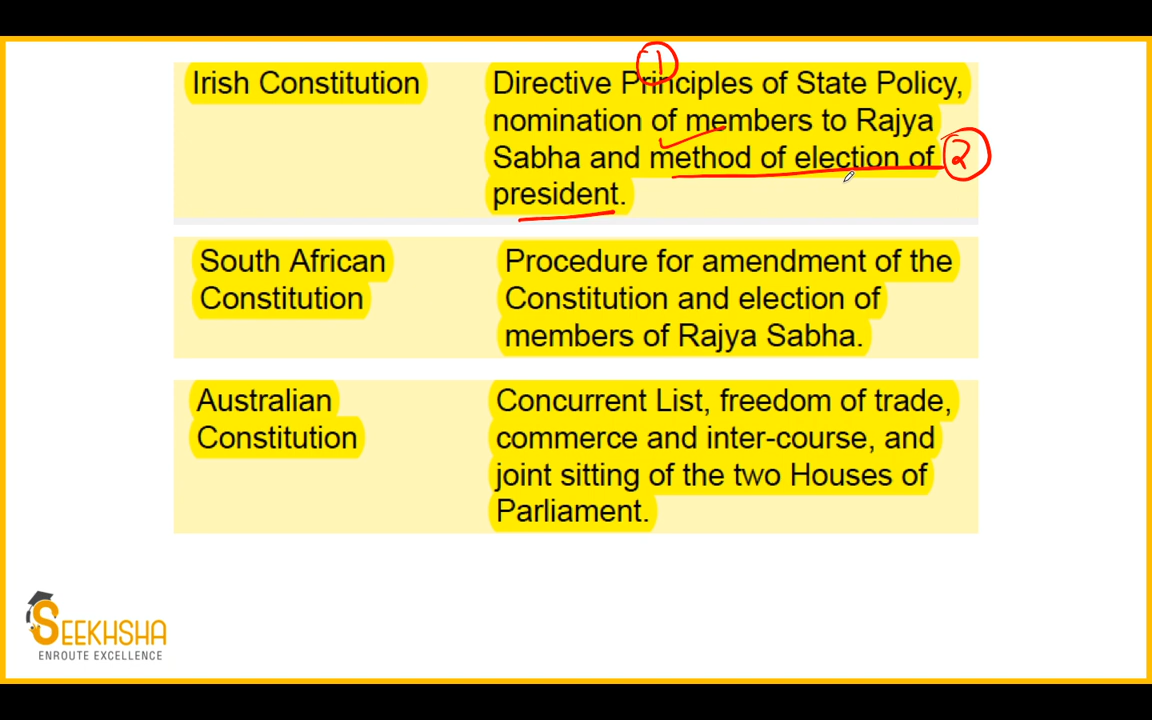 Irish Constitution
Directive Principles of State Policy,
nomination of members to Rajya
Sabha and method of election of
president.
1
2
South African
Constitution
Procedure for amendment of the
Constitution and election of
members of Rajya Sabha.
Australian
Constitution
Concurrent List, freedom of trade,
commerce and inter-course, and
joint sitting of the two Houses of
Parliament.
SEEKHSHA
ENROUTE EXCELLENCE